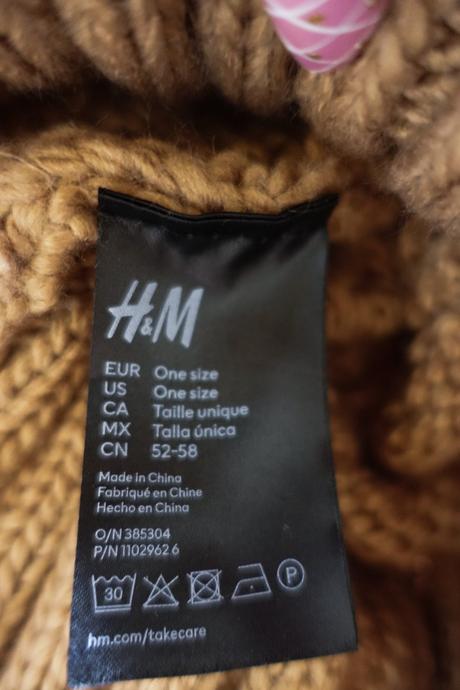 H&M
EUR One size
US One size
CA Taille unique
MX Talla única
CN 52-58
Made in China
Fabriqué en Chine
Hecho en China
O/N 385304
P/N 1102962 6
30 P
hm.com/takecare